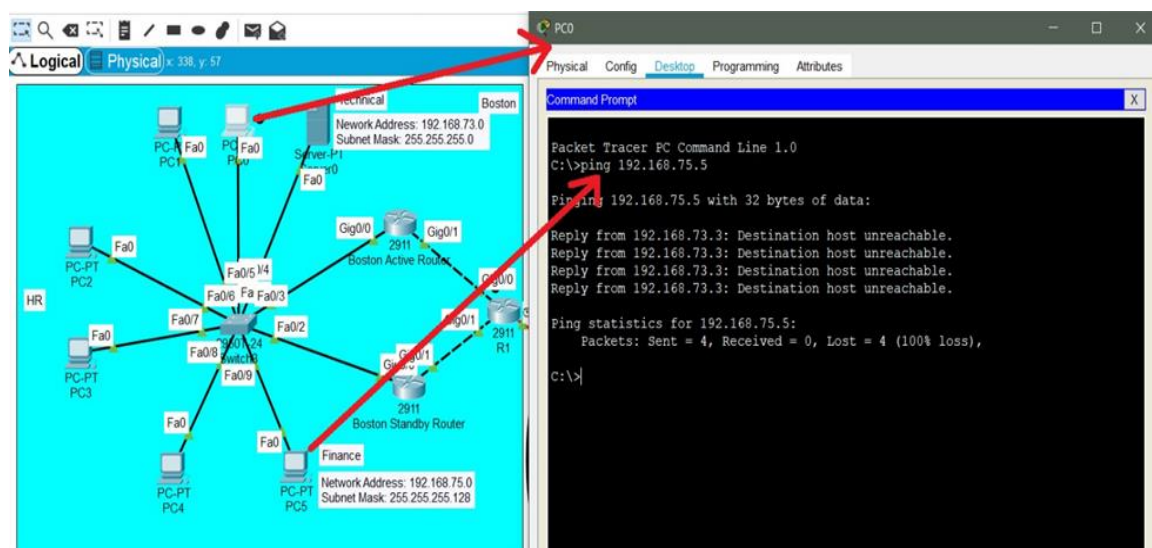 PC0
Logical
Physical x: 338, y: 57
Physical Config Desktop Programming Attributes
Command Prompt
X
Technical
Boston
Nework Address: 192.168.73.0
Subnet Mask: 255.255.255.0
PC1
Fa0
Fa0
Fa0
Gig0/0
Gig0/1
2911
Boston Active Router
Fa0
PC-PT
PC2
HR
Fa0/5
Fa0/6
Fa0/3
Gig0/0
Fa0/7
Fa0/2
2911
R1
Fa0
PC-PT
PC3
Fa0/8
Fa0/9
Gig0/1
2911
Boston Standby Router
Fa0
Fa0
Finance
PC-PT
PC4
PC-PT
PC5
Network Address: 192.168.75.0
Subnet Mask: 255.255.255.128
Packet Tracer PC Command Line 1.0
C:\>ping 192.168.75.5
Pinging 192.168.75.5 with 32 bytes of data:
Reply from 192.168.73.3: Destination host unreachable.
Reply from 192.168.73.3: Destination host unreachable.
Reply from 192.168.73.3: Destination host unreachable.
Reply from 192.168.73.3: Destination host unreachable.
Ping statistics for 192.168.75.5:
Packets: Sent = 4, Received = 0, Lost = 4 (100% loss),
C:\>